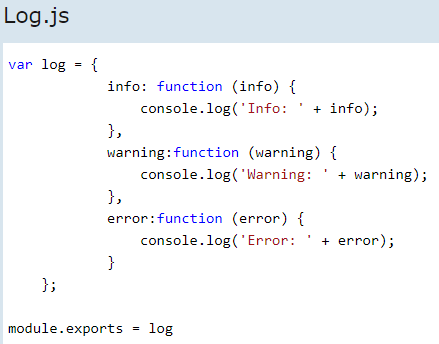 Log.js
var log = {
            info: function (info) {
                console.log('Info: ' + info);
            },
            warning:function (warning) {
                console.log('Warning: ' + warning);
            },
            error:function (error) {
                console.log('Error: ' + error);
            }
    };
module.exports = log